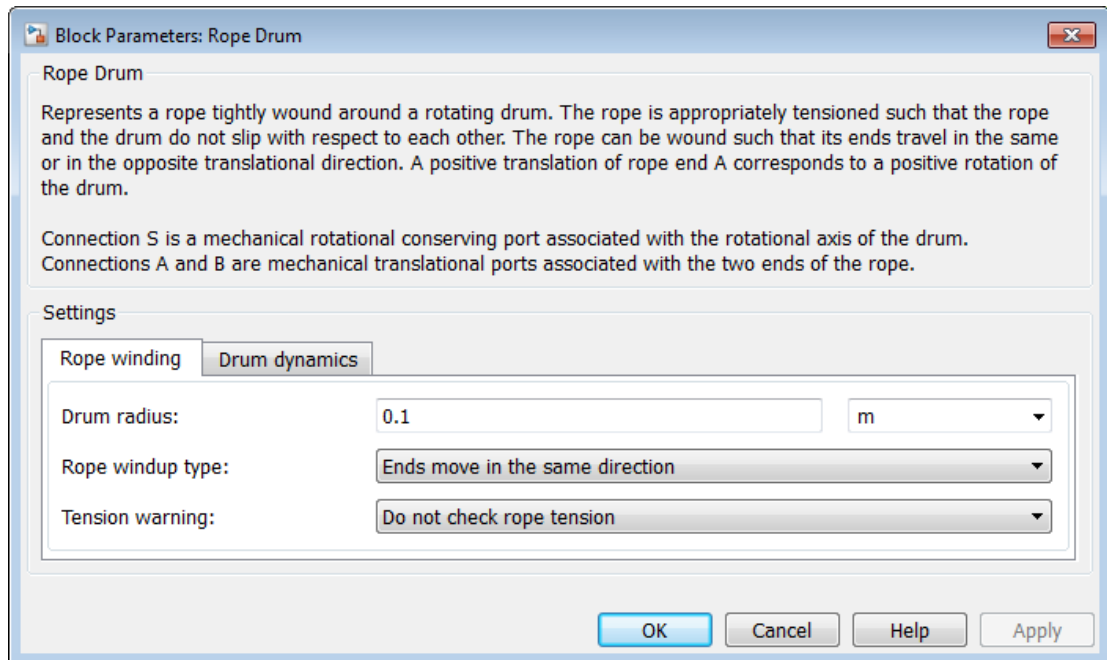 Block Parameters: Rope Drum
Rope Drum
Represents a rope tightly wound around a rotating drum. The rope is appropriately tensioned such that the rope
and the drum do not slip with respect to each other. The rope can be wound such that its ends travel in the same
or in the opposite translational direction. A positive translation of rope end A corresponds to a positive rotation of
the drum.
Connection S is a mechanical rotational conserving port associated with the rotational axis of the drum.
Connections A and B are mechanical translational ports associated with the two ends of the rope.
Settings
Rope winding Drum dynamics
Drum radius: 0.1 m
Rope windup type: Ends move in the same direction
Tension warning: Do not check rope tension
OK Cancel Help Apply